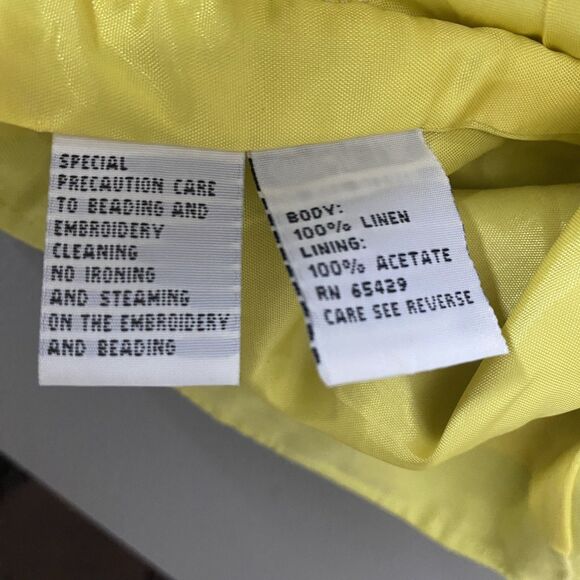 SPECIAL
PRECAUTION CARE
TO BEADING AND
EMBROIDERY
CLEANING
NO IRONING
AND STEAMING
ON THE EMBROIDERY
AND BEADING
BODY:
100% LINEN
LINING:
100% ACETATE
RN 65429
CARE SEE REVERSE